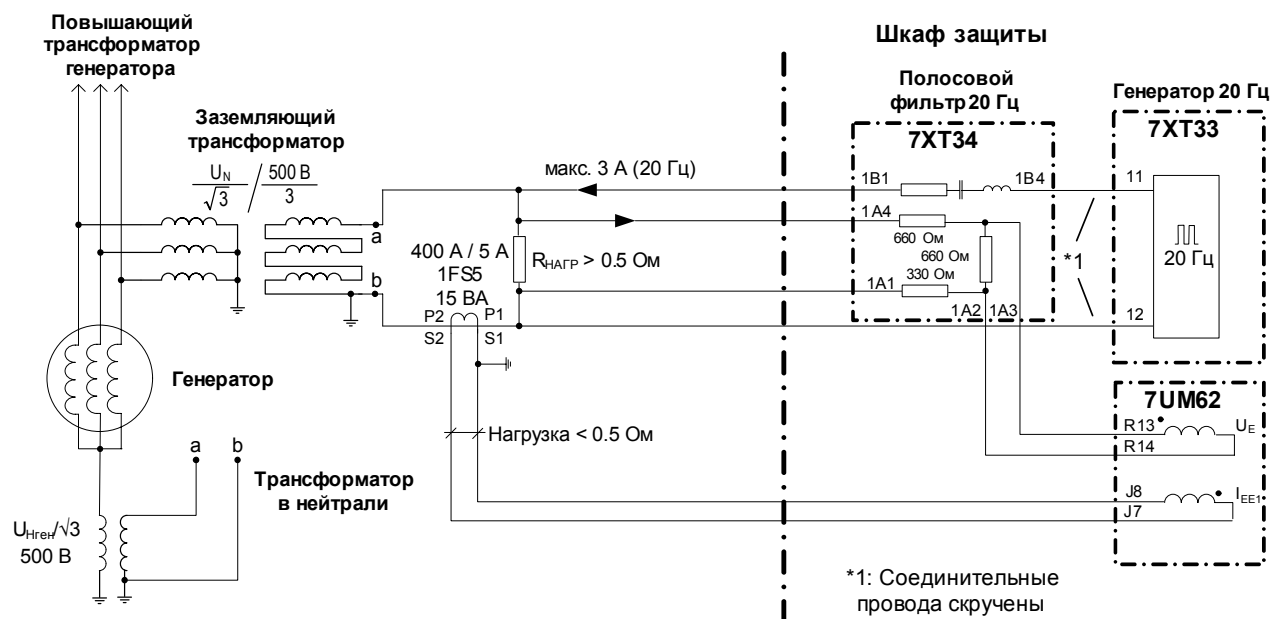 Повышающий
трансформатор
генератора
Шкаф защиты
Заземляющий
трансформатор
U_N
√3
/
500 В
3
Полосовой
фильтр 20 Гц
7XT34
Генератор 20 Гц
7XT33
макс. 3 А (20 Гц)
1B1
1B4
11
a
1A4
660 Ом
660 Ом
330 Ом
*1
20 Гц
400 А / 5 А
1FS5
15 ВА
R_НАГР > 0.5 Ом
b
1A1
1A2
1A3
12
P2
P1
S2
S1
Генератор
7UM62
a
b
Нагрузка < 0.5 Ом
R13
U_E
R14
Трансформатор
в нейтрали
J8
I_EE1
J7
U_Нген/√3
500 В
*1: Соединительные
провода скручены